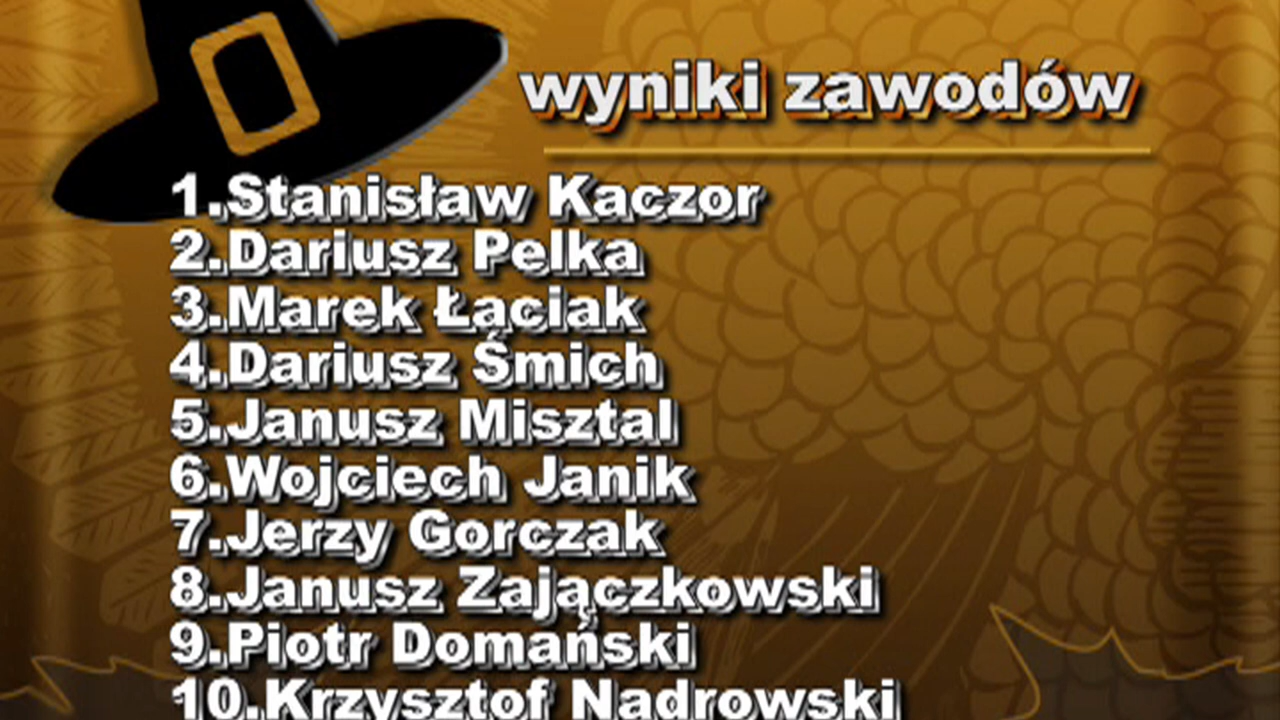 wyniki zawodów
1.Stanisław Kaczor
2.Dariusz Pelka
3.Marek Łąciak
4.Dariusz Śmich
5.Janusz Misztal
6.Wojciech Janik
7.Jerzy Gorczak
8.Janusz Zajączkowski
9.Piotr Domański
10.Krzysztof Nadrowski